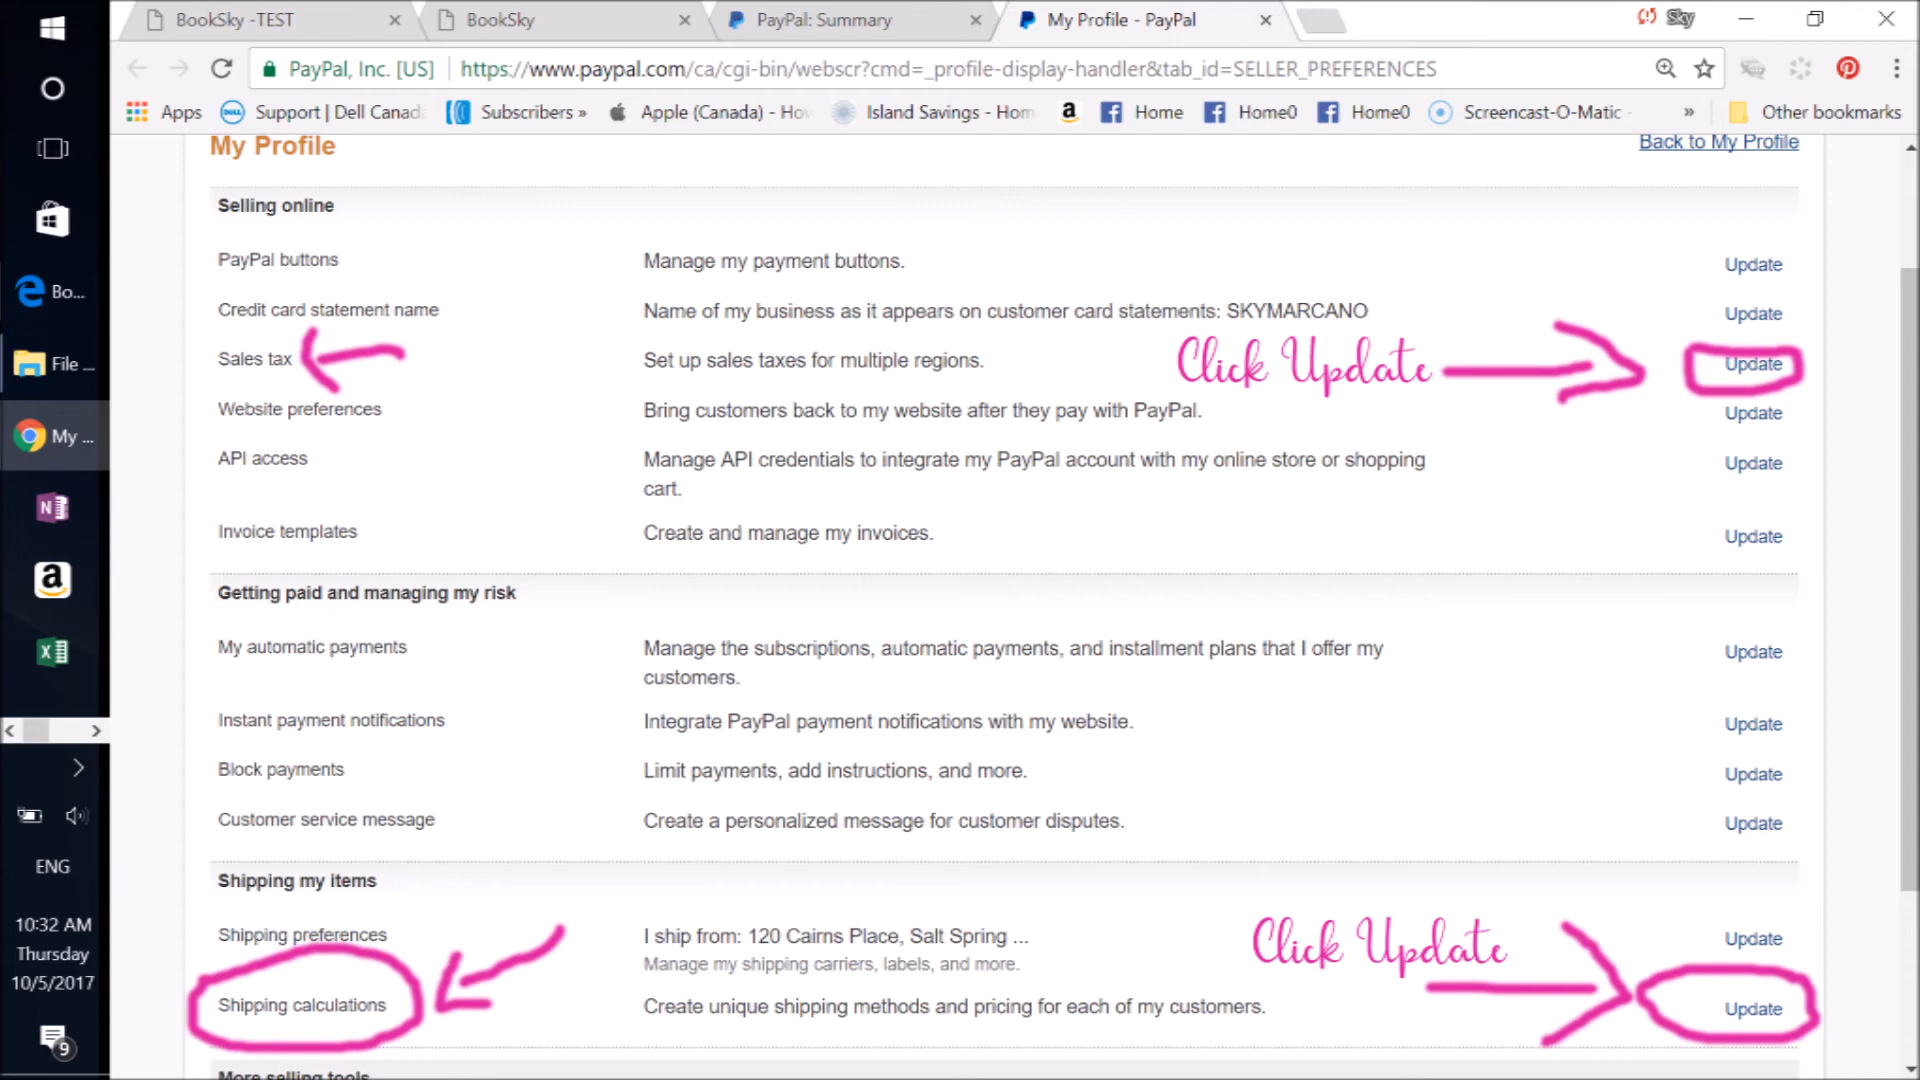 BookSky -TEST
BookSky
PayPal: Summary
My Profile - PayPal
Sky
PayPal, Inc. [US]
https://www.paypal.com/ca/cgi-bin/webscr?cmd=_profile-display-handler&tab_id=SELLER_PREFERENCES
Apps
Support | Dell Canad
Subscribers »
Apple (Canada) - Ho
Island Savings - Hom
Home
Home0
Home0
Screencast-O-Matic -
»
Other bookmarks
My Profile
Back to My Profile
Selling online
PayPal buttons
Manage my payment buttons.
Update
Credit card statement name
Name of my business as it appears on customer card statements: SKYMARCANO
Update
Sales tax
Set up sales taxes for multiple regions.
Click Update
Update
Website preferences
Bring customers back to my website after they pay with PayPal.
Update
API access
Manage API credentials to integrate my PayPal account with my online store or shopping
cart.
Update
Invoice templates
Create and manage my invoices.
Update
Getting paid and managing my risk
My automatic payments
Manage the subscriptions, automatic payments, and installment plans that I offer my
customers.
Update
Instant payment notifications
Integrate PayPal payment notifications with my website.
Update
Block payments
Limit payments, add instructions, and more.
Update
Customer service message
Create a personalized message for customer disputes.
Update
Shipping my items
Shipping preferences
I ship from: 120 Cairns Place, Salt Spring ...
Manage my shipping carriers, labels, and more.
Update
Click Update
Shipping calculations
Create unique shipping methods and pricing for each of my customers.
Update
More selling tools
Bo...
File ...
My ...
ENG
10:32 AM
Thursday
10/5/2017
9